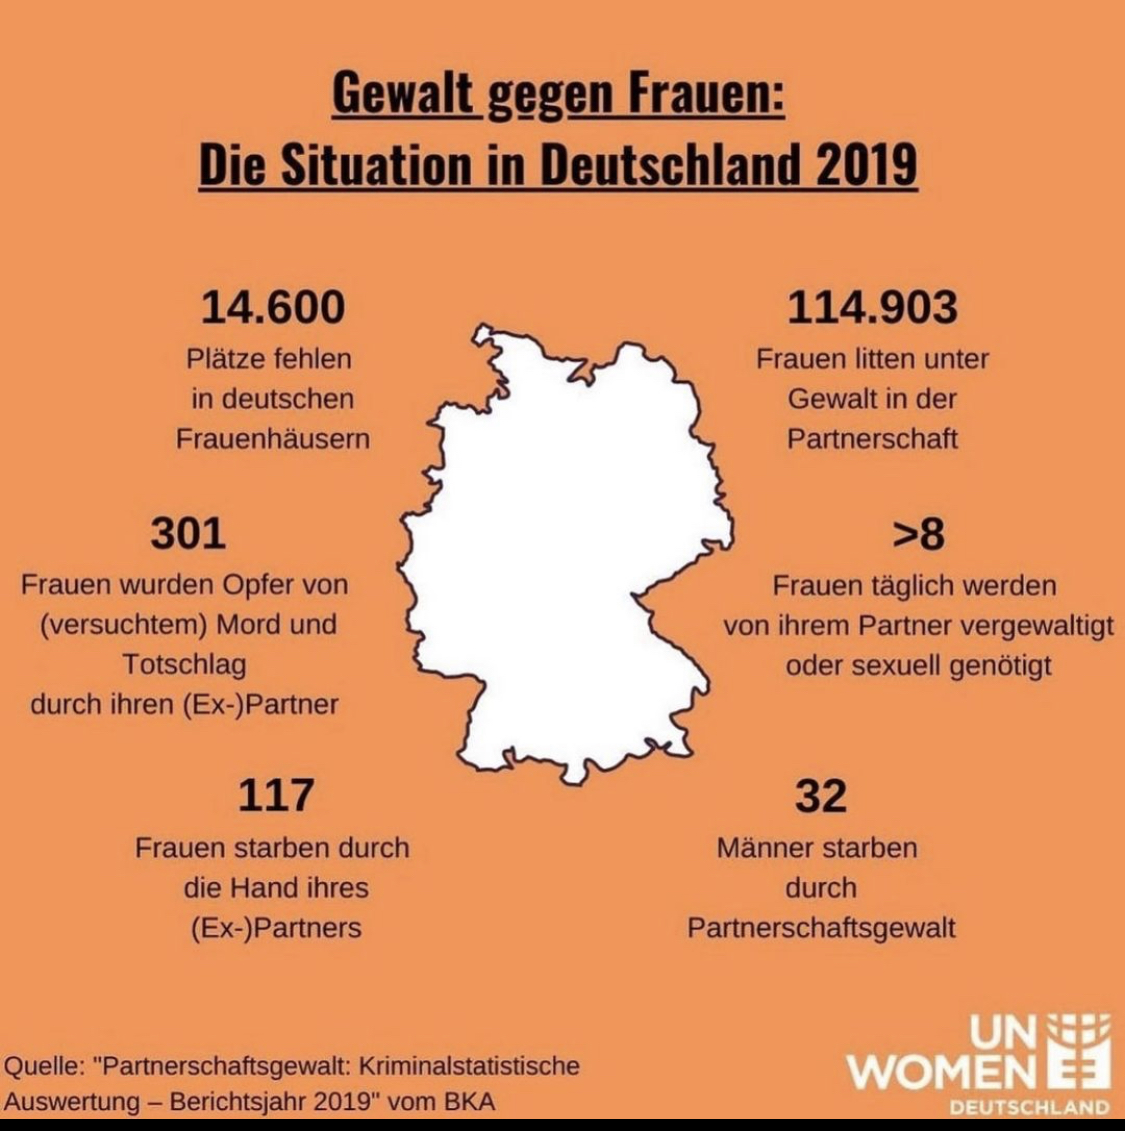 Gewalt gegen Frauen:
Die Situation in Deutschland 2019
14.600
Plätze fehlen
in deutschen
Frauenhäusern
114.903
Frauen litten unter
Gewalt in der
Partnerschaft
301
Frauen wurden Opfer von
(versuchtem) Mord und
Totschlag
durch ihren (Ex-)Partner
>8
Frauen täglich werden
von ihrem Partner vergewaltigt
oder sexuell genötigt
117
Frauen starben durch
die Hand ihres
(Ex-)Partners
32
Männer starben
durch
Partnerschaftsgewalt
Quelle: "Partnerschaftsgewalt: Kriminalstatistische
Auswertung – Berichtsjahr 2019" vom BKA
UN
WOMEN
DEUTSCHLAND